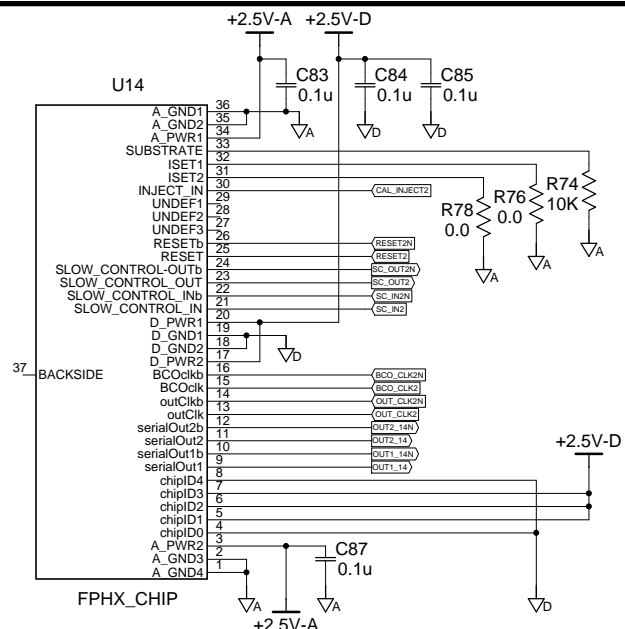 +2.5V-A +2.5V-D
U14
C83 0.1u
C84 0.1u
C85 0.1u
A_GND1 36
A_GND2 35
A_PWR1 34
SUBSTRATE 33
ISET1 32
ISET2 31
INJECT_IN 30 CAL_INJECT2
UNDEF1 29
UNDEF2 28
UNDEF3 27
RESETb 26 RESET2N
RESET 25 RESET2
SLOW_CONTROL-OUTb 24 SC_OUT2N
SLOW_CONTROL_OUT 23 SC_OUT2
SLOW_CONTROL_INb 22 SC_IN2N
SLOW_CONTROL_IN 21 SC_IN2
D_PWR1 20
D_GND1 19
D_GND2 18
D_PWR2 17
BCOclkb 16 BCO_CLK2N
BCOclk 15 BCO_CLK2
outClkb 14 OUT_CLK2N
outClk 13 OUT_CLK2
serialOut2b 12 OUT2_14N
serialOut2 11 OUT2_14
serialOut1b 10 OUT1_14N
serialOut1 9 OUT1_14
chipID4 8
chipID3 7
chipID2 6
chipID1 5
chipID0 4
A_PWR2 3
A_GND3 2
A_GND4 1
37 BACKSIDE
FPHX_CHIP
R78 0.0
R76 0.0
R74 10K
A
D
D
A
A
A
D
+2.5V-D
C87 0.1u
A
A
D
+2.5V-A